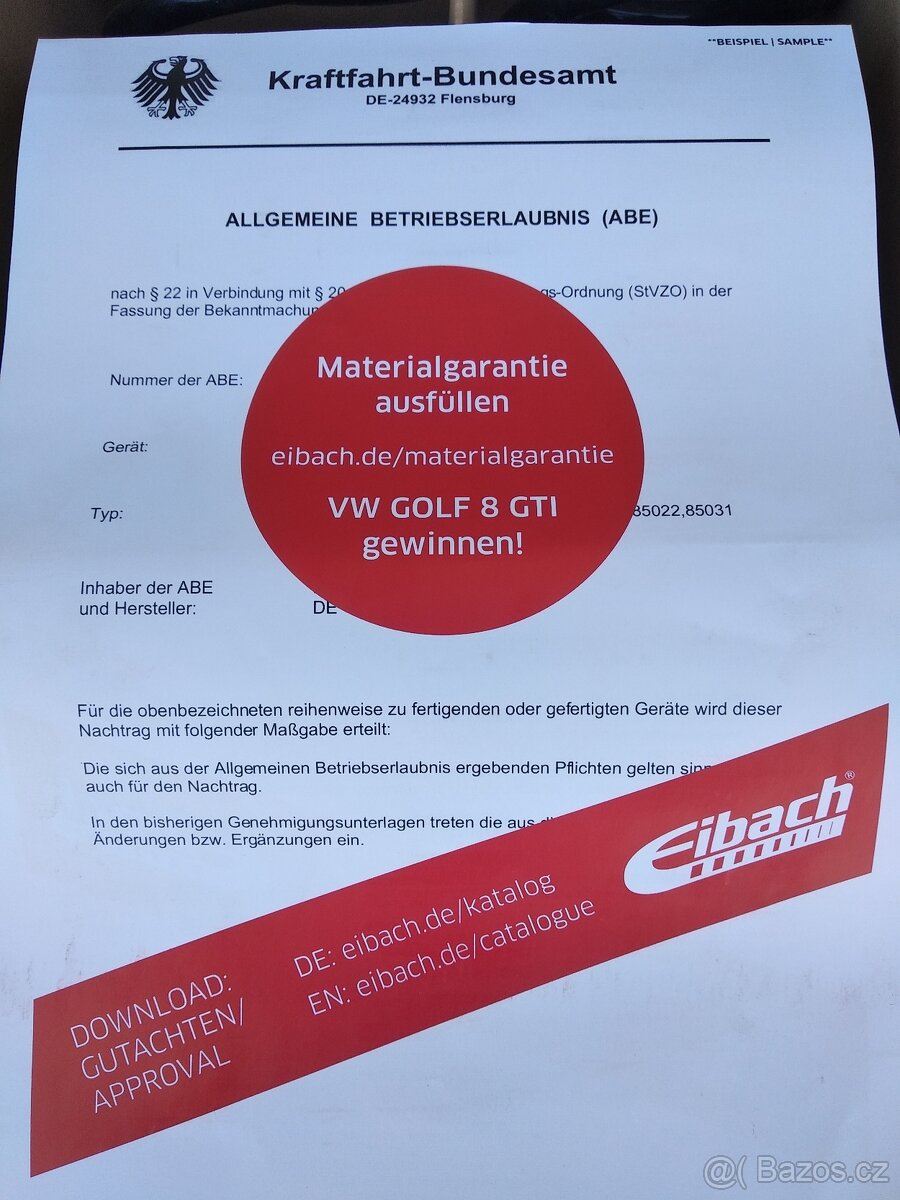 **BEISPIEL | SAMPLE**
Kraftfahrt-Bundesamt
DE-24932 Flensburg
ALLGEMEINE BETRIEBSERLAUBNIS (ABE)
nach § 22 in Verbindung mit § 20 gs-Ordnung (StVZO) in der
Fassung der Bekanntmachun
Nummer der ABE:
Gerät:
Typ: 85022,85031
Inhaber der ABE
und Hersteller: DE
Materialgarantie
ausfüllen
eibach.de/materialgarantie
VW GOLF 8 GTI
gewinnen!
Für die obenbezeichneten reihenweise zu fertigenden oder gefertigten Geräte wird dieser
Nachtrag mit folgender Maßgabe erteilt:
Die sich aus der Allgemeinen Betriebserlaubnis ergebenden Pflichten gelten sinn
auch für den Nachtrag.
In den bisherigen Genehmigungsunterlagen treten die aus
Änderungen bzw. Ergänzungen ein.
Eibach®
DOWNLOAD:
GUTACHTEN/
APPROVAL
DE: eibach.de/katalog
EN: eibach.de/catalogue
@( Bazos.cz